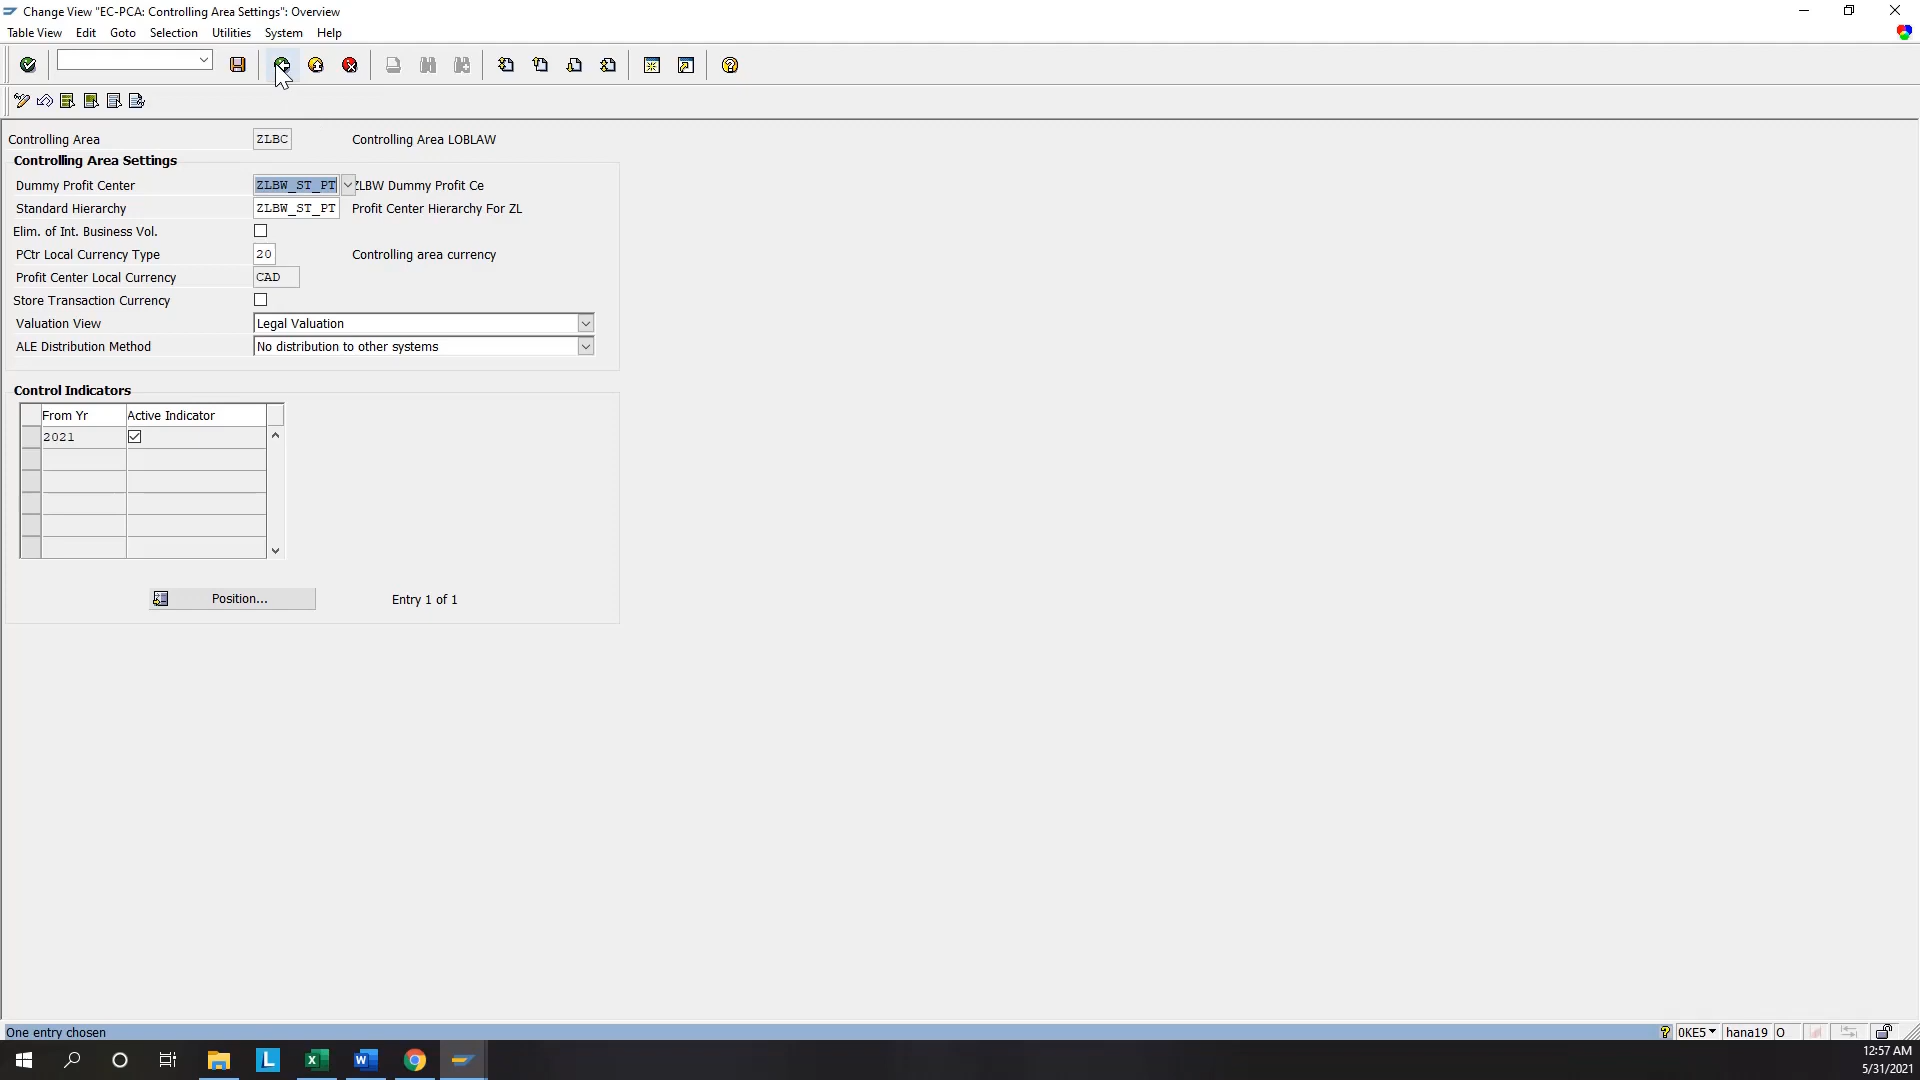 Change View "EC-PCA: Controlling Area Settings": Overview
Table View Edit Goto Selection Utilities System Help
Controlling Area ZLBC Controlling Area LOBLAW
Controlling Area Settings
Dummy Profit Center ZLBW_ST_PT ZLBW Dummy Profit Ce
Standard Hierarchy ZLBW_ST_PT Profit Center Hierarchy For ZL
Elim. of Int. Business Vol.
PCtr Local Currency Type 20 Controlling area currency
Profit Center Local Currency CAD
Store Transaction Currency
Valuation View Legal Valuation
ALE Distribution Method No distribution to other systems
Control Indicators
From Yr Active Indicator
2021
Position... Entry 1 of 1
One entry chosen 0KE5 hana19 O
L X W 12:57 AM
5/31/2021